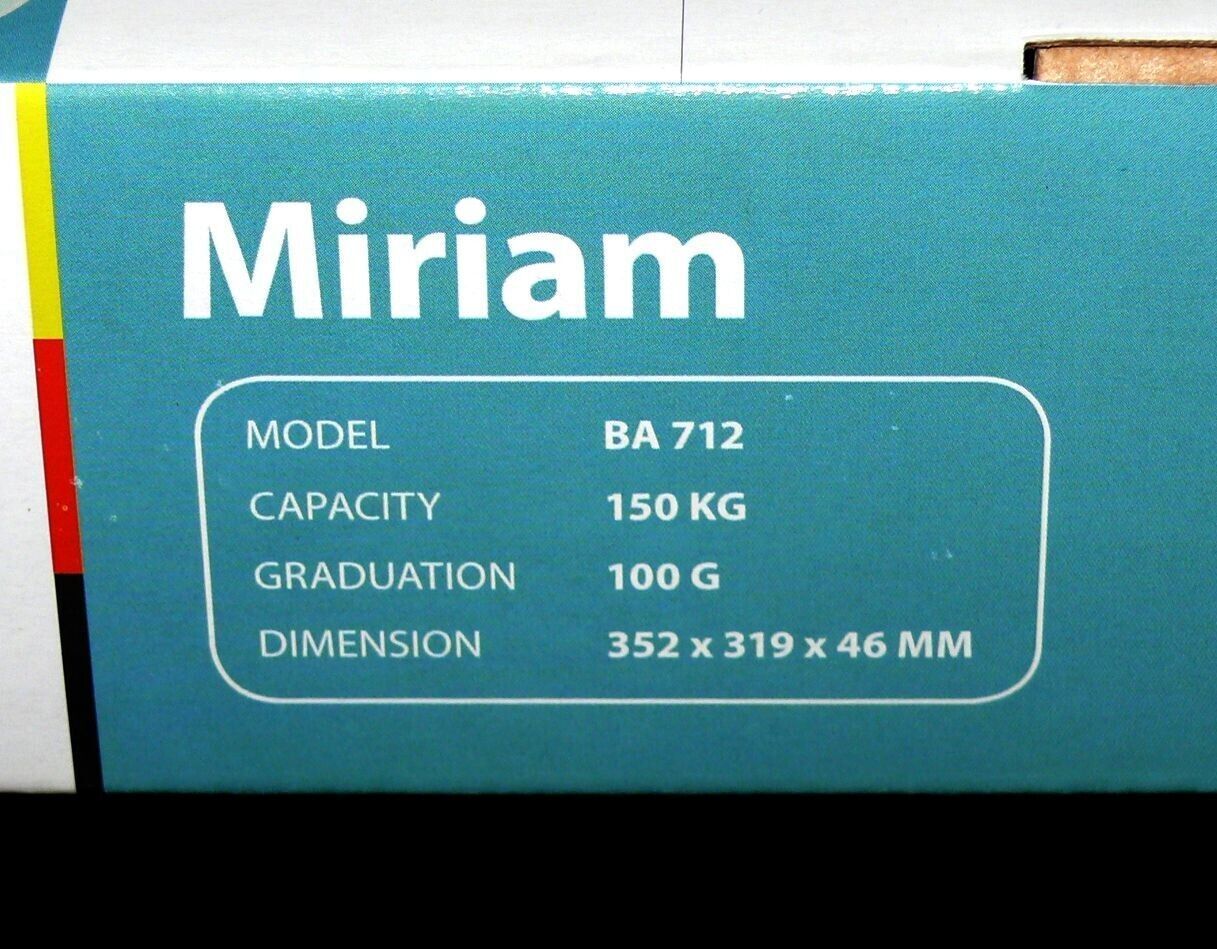 Miriam
MODEL BA 712
CAPACITY 150 KG
GRADUATION 100 G
DIMENSION 352 x 319 x 46 MM